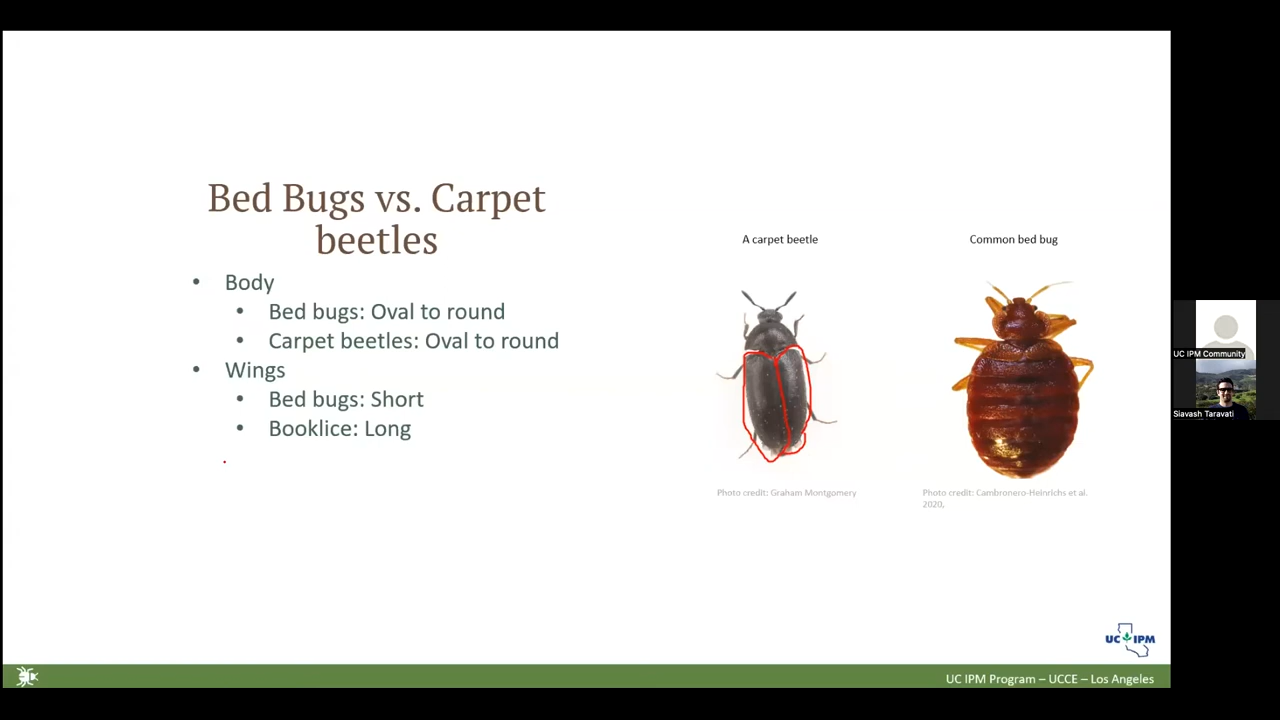 Bed Bugs vs. Carpet
beetles
• Body
• Bed bugs: Oval to round
• Carpet beetles: Oval to round
• Wings
• Bed bugs: Short
• Booklice: Long
A carpet beetle
Common bed bug
Photo credit: Graham Montgomery
Photo credit: Cambronero-Heinrichs et al.
2020,
UC IPM Community
Siavash Taravati
UC IPM
UC IPM Program – UCCE – Los Angeles